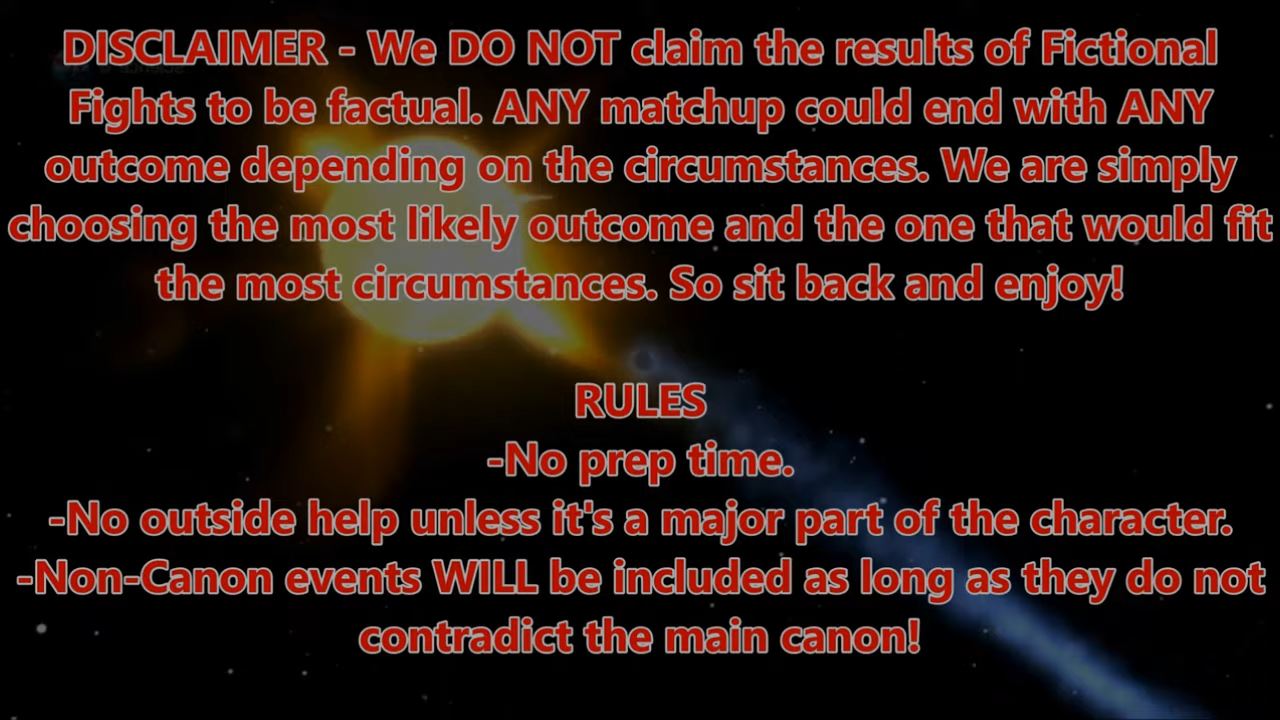 DISCLAIMER - We DO NOT claim the results of Fictional
Fights to be factual. ANY matchup could end with ANY
outcome depending on the circumstances. We are simply
choosing the most likely outcome and the one that would fit
the most circumstances. So sit back and enjoy!
RULES
-No prep time.
-No outside help unless it's a major part of the character.
-Non-Canon events WILL be included as long as they do not
contradict the main canon!